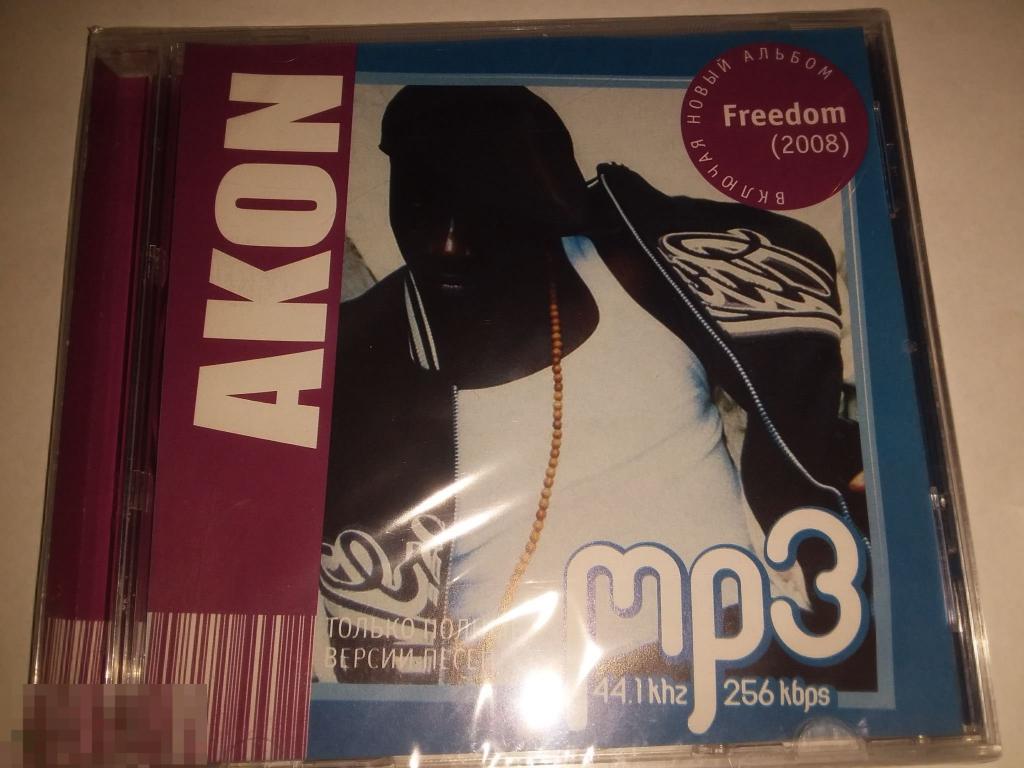 AKON
ВКЛЮЧАЯ НОВЫЙ АЛЬБОМ
Freedom
(2008)
ТОЛЬКО
ВЕРСИИ
mp3
44.1 khz 256 kbps